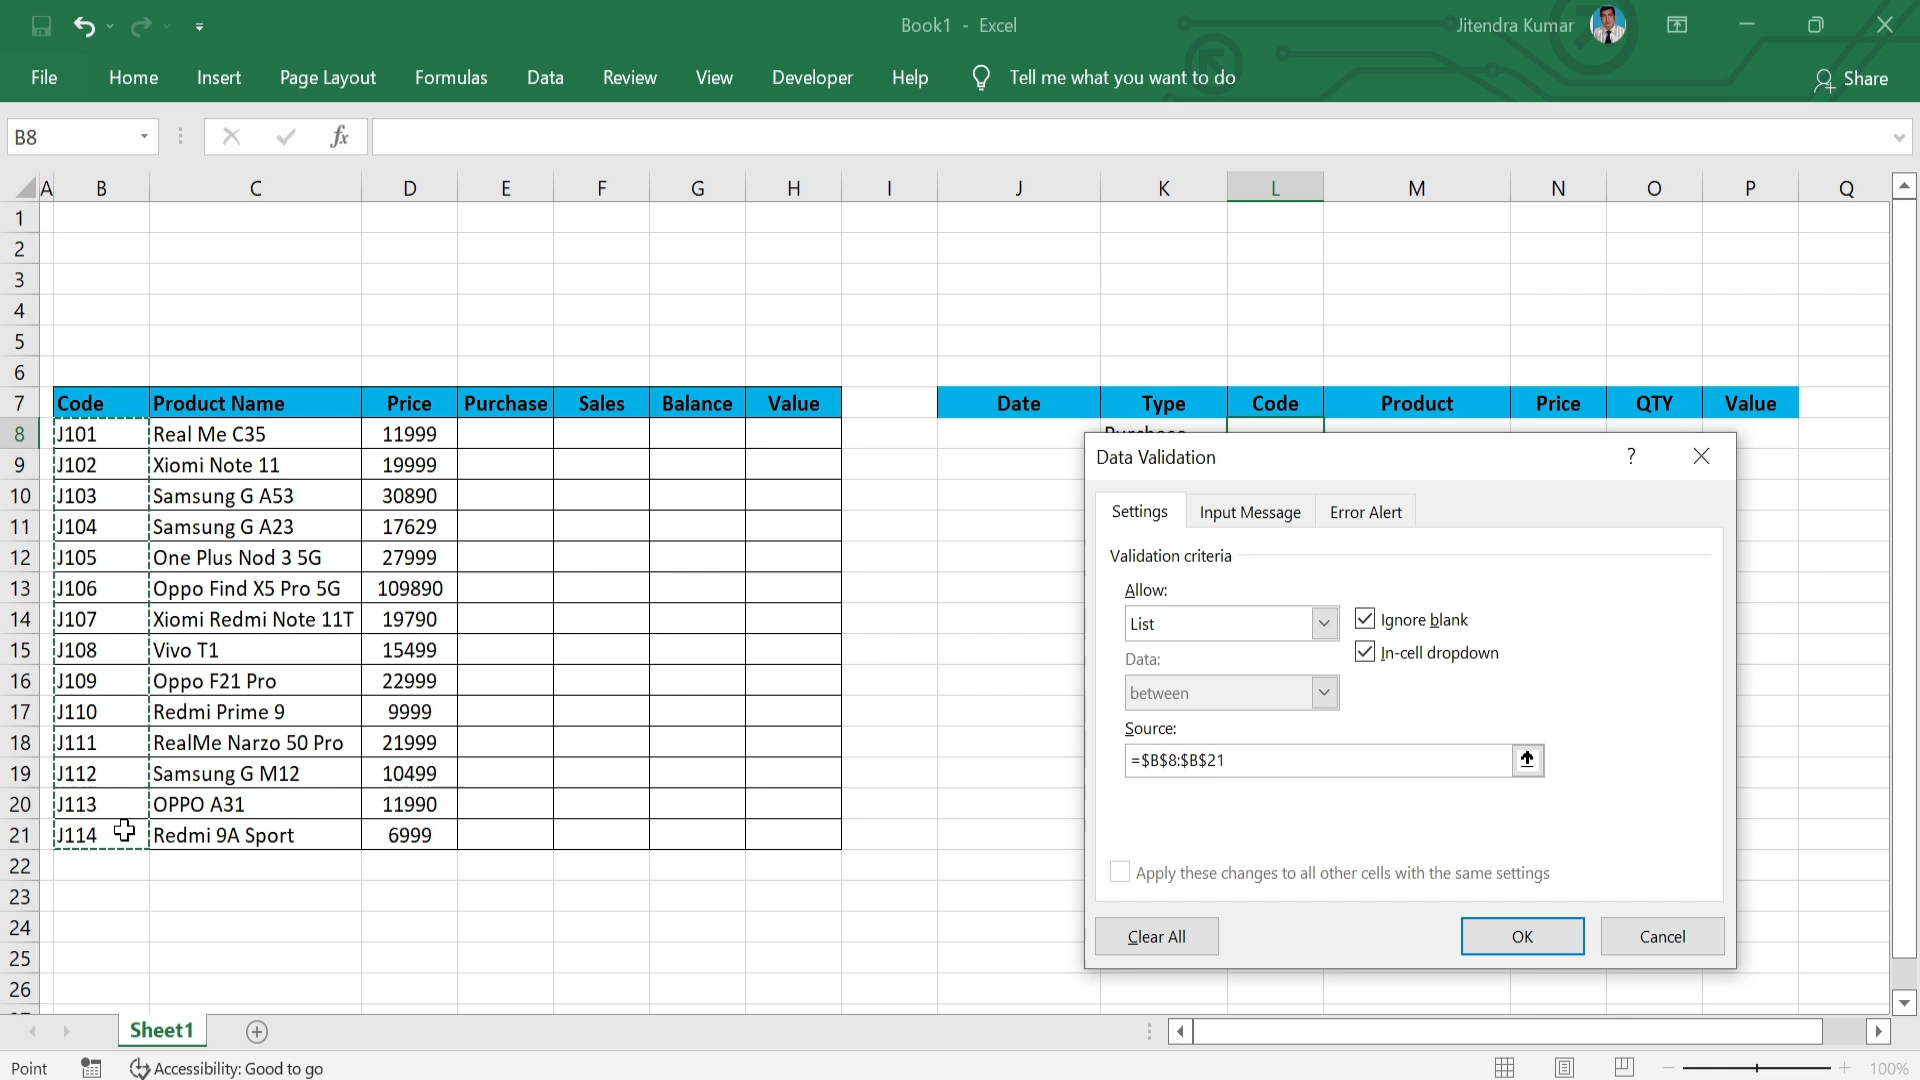 Book1 - Excel
Jitendra Kumar
File Home Insert Page Layout Formulas Data Review View Developer Help Tell me what you want to do Share
B8 fx
A B C D E F G H I J K L M N O P Q
1
2
3
4
5
6
7 Code Product Name Price Purchase Sales Balance Value Date Type Code Product Price QTY Value
8 J101 Real Me C35 11999
9 J102 Xiomi Note 11 19999
10 J103 Samsung G A53 30890
11 J104 Samsung G A23 17629
12 J105 One Plus Nod 3 5G 27999
13 J106 Oppo Find X5 Pro 5G 109890
14 J107 Xiomi Redmi Note 11T 19790
15 J108 Vivo T1 15499
16 J109 Oppo F21 Pro 22999
17 J110 Redmi Prime 9 9999
18 J111 RealMe Narzo 50 Pro 21999
19 J112 Samsung G M12 10499
20 J113 OPPO A31 11990
21 J114 Redmi 9A Sport 6999
22
23
24
25
26
Data Validation ?
Settings Input Message Error Alert
Validation criteria
Allow:
List
Ignore blank
Data:
In-cell dropdown
between
Source:
=$B$8:$B$21
Apply these changes to all other cells with the same settings
Clear All OK Cancel
Sheet1
Point Accessibility: Good to go 100%